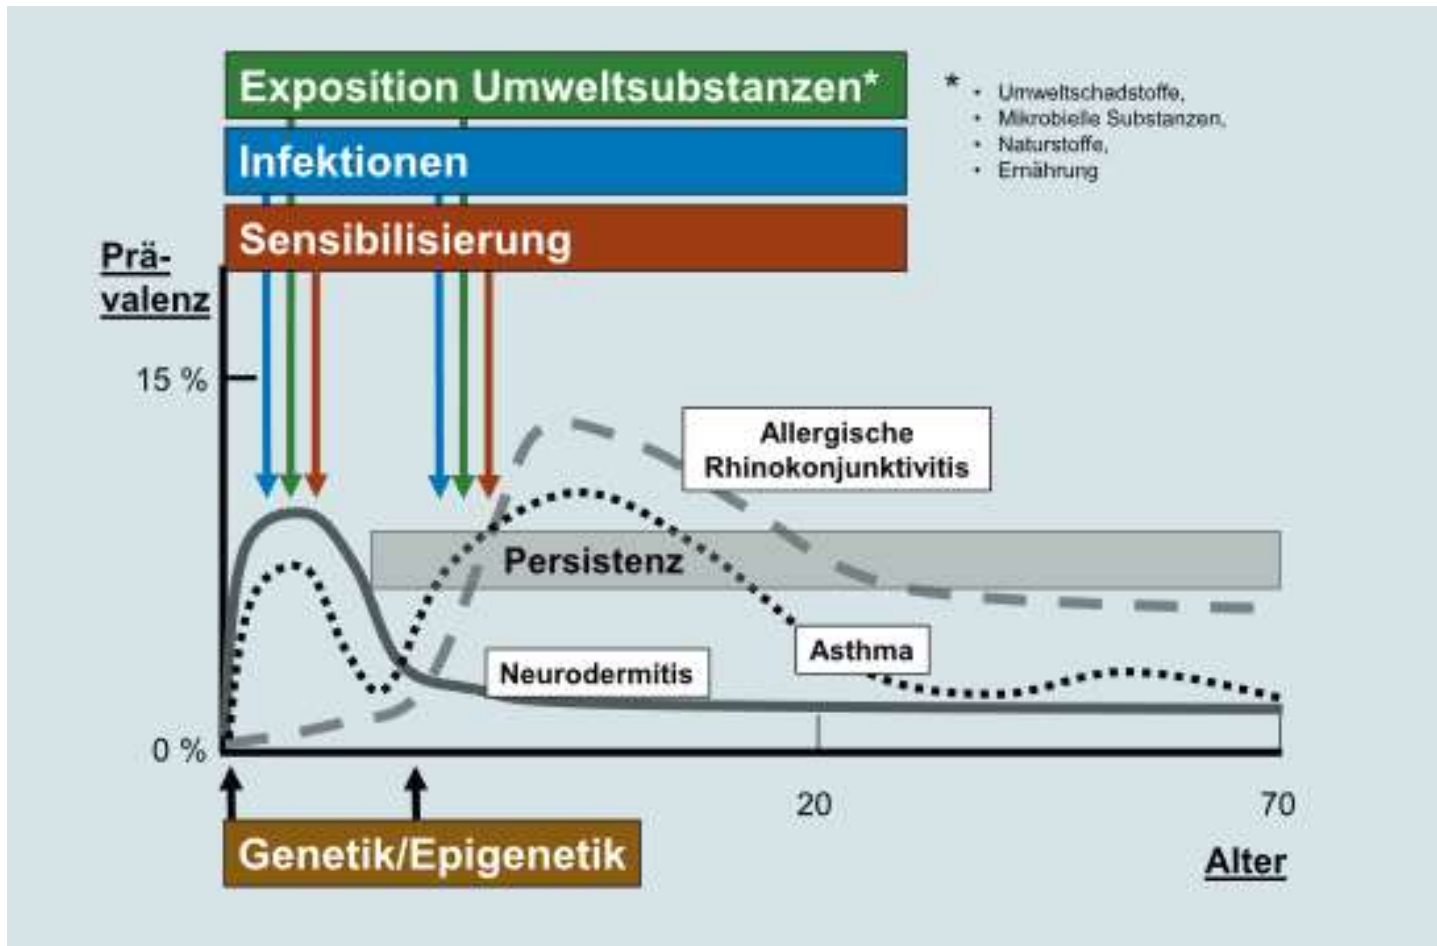 Exposition Umweltsubstanzen*
*
• Umweltschadstoffe,
• Mikrobielle Substanzen,
• Naturstoffe,
• Ernährung
Infektionen
Sensibilisierung
Prä-
valenz
15 %
Allergische
Rhinokonjunktivitis
Persistenz
Asthma
Neurodermitis
0 %
20
70
Genetik/Epigenetik
Alter